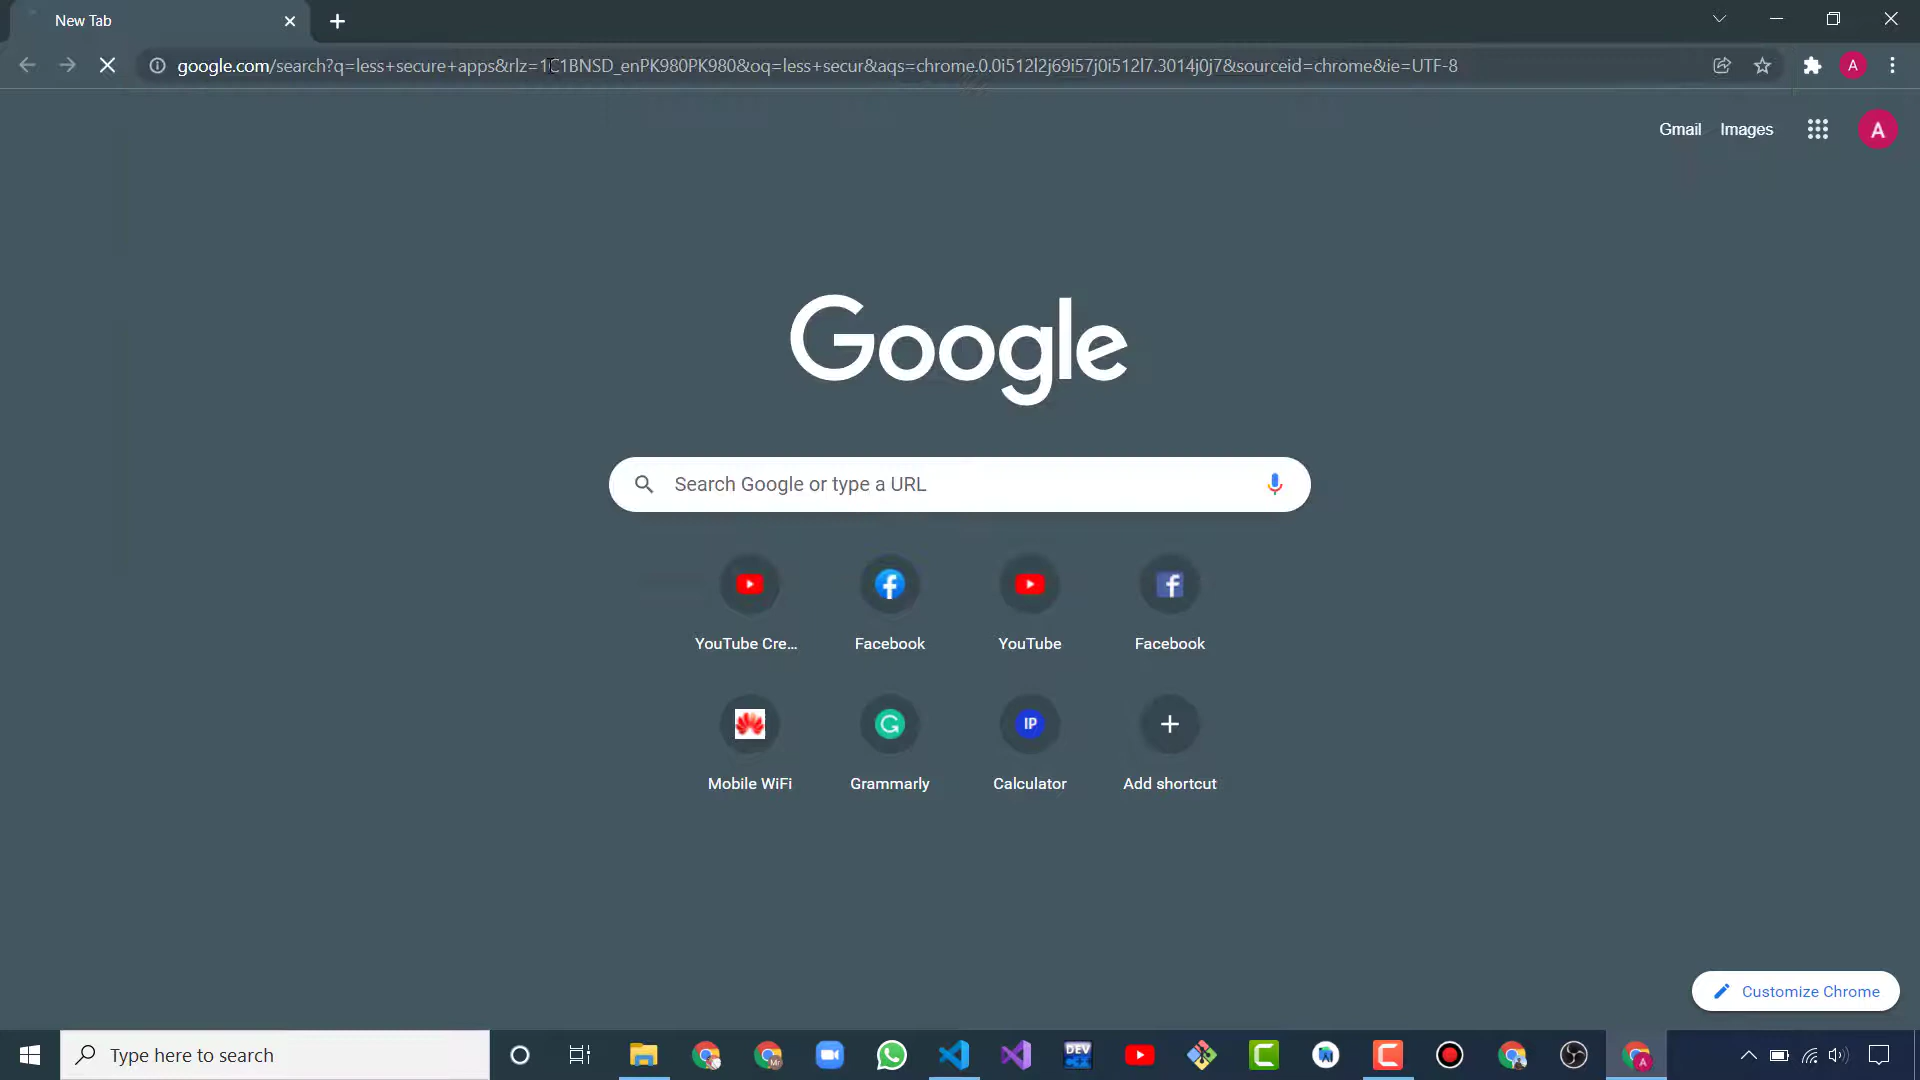 New Tab
google.com/search?q=less+secure+apps&rlz=1C1BNSD_enPK980PK980&oq=less+secur&aqs=chrome.0.0i512l2j69i57j0i512l7.3014j0j7&sourceid=chrome&ie=UTF-8
A
Gmail Images
A
Google
Search Google or type a URL
YouTube Cre... Facebook YouTube Facebook
IP
Mobile WiFi Grammarly Calculator Add shortcut
Customize Chrome
Type here to search
DEV
A